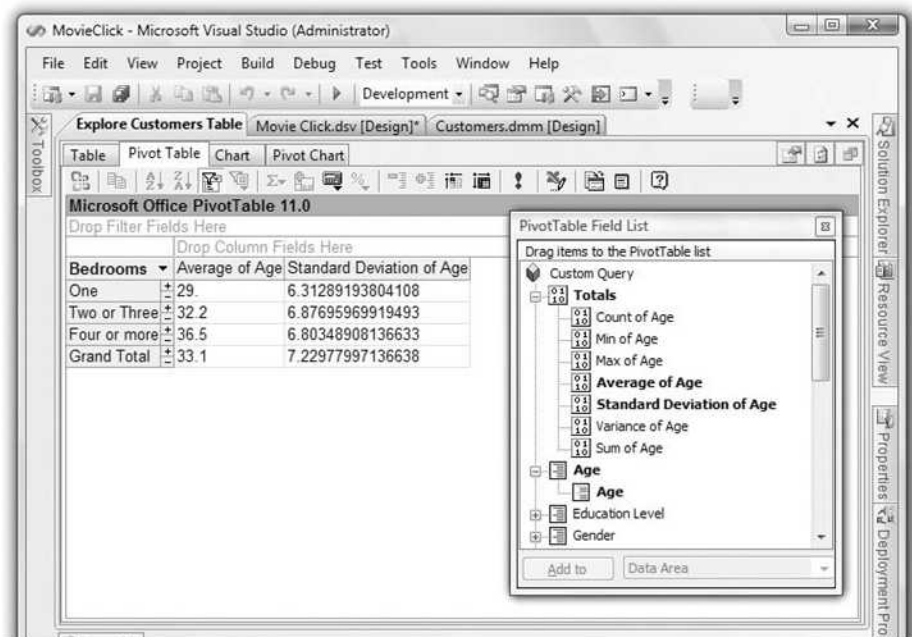 MovieClick - Microsoft Visual Studio (Administrator)
File Edit View Project Build Debug Test Tools Window Help
Development
Explore Customers Table Movie Click.dsv [Design]* Customers.dmm [Design]
Toolbox
Table Pivot Table Chart Pivot Chart
Microsoft Office PivotTable 11.0
Drop Filter Fields Here
Drop Column Fields Here
Bedrooms Average of Age Standard Deviation of Age
One 29. 6.31289193804108
Two or Three 32.2 6.87695969919493
Four or more 36.5 6.80348908136633
Grand Total 33.1 7.22977997136638
PivotTable Field List
Drag items to the PivotTable list
Custom Query
Totals
Count of Age
Min of Age
Max of Age
Average of Age
Standard Deviation of Age
Variance of Age
Sum of Age
Age
Age
Education Level
Gender
Add to Data Area
Solution Explorer
Resource View
Properties
Deployment Pro